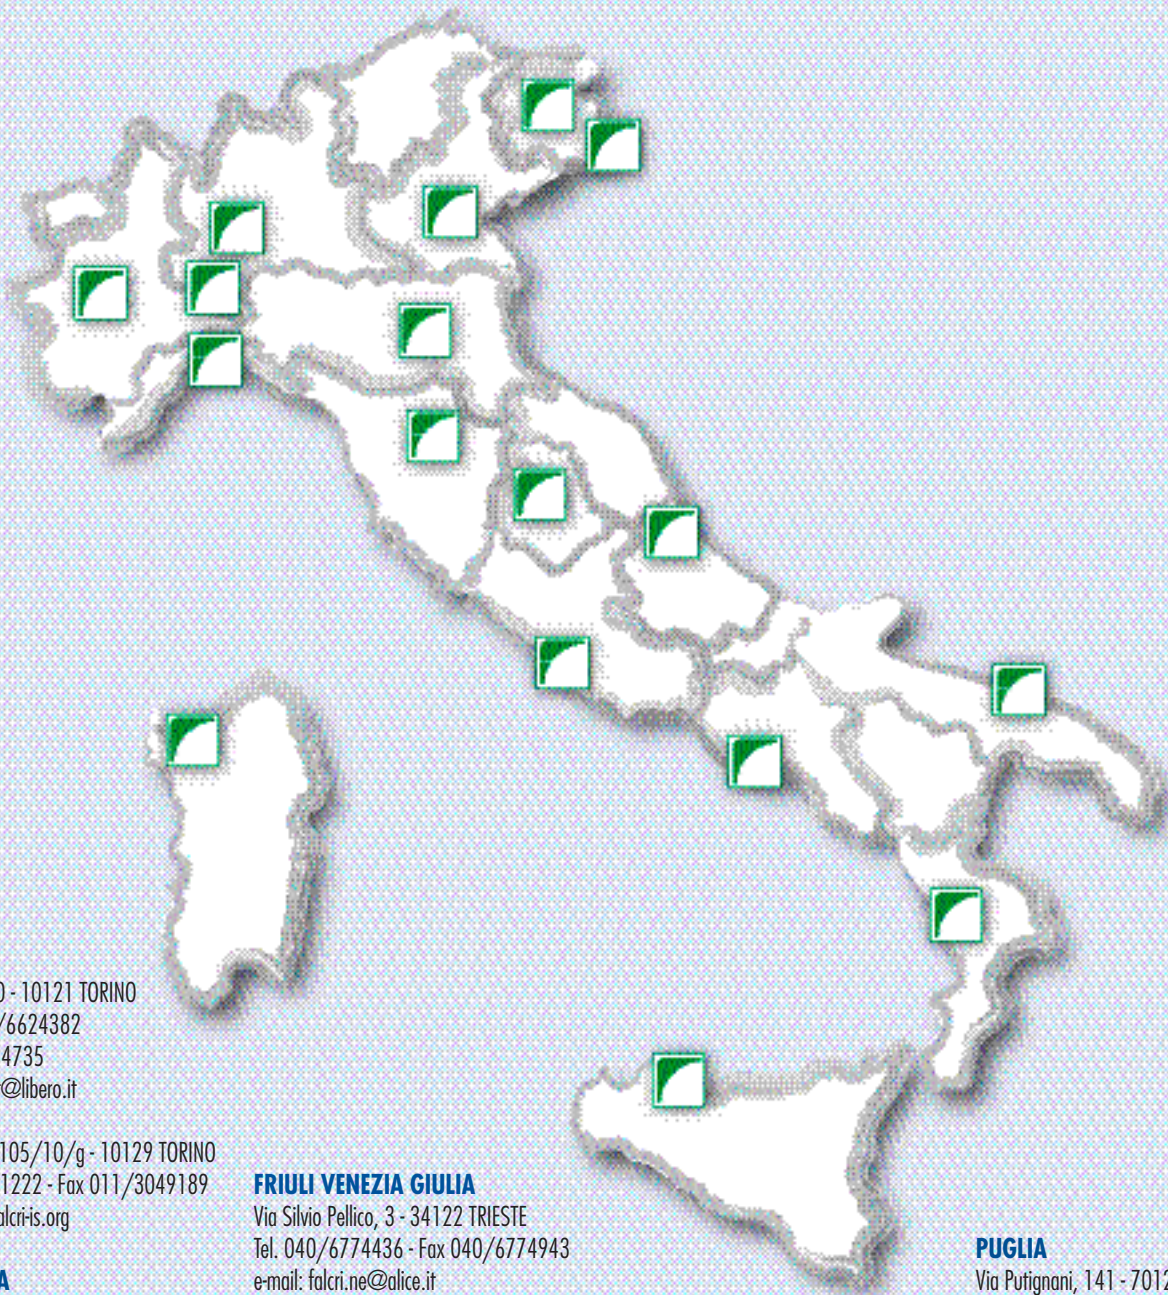 - 10121 TORINO
/6624382
4735
@libero.it
105/10/g - 10129 TORINO
1222 - Fax 011/3049189
alcri-is.org
A
FRIULI VENEZIA GIULIA
Via Silvio Pellico, 3 - 34122 TRIESTE
Tel. 040/6774436 - Fax 040/6774943
e-mail: falcri.ne@alice.it
PUGLIA
Via Putignani, 141 - 7012